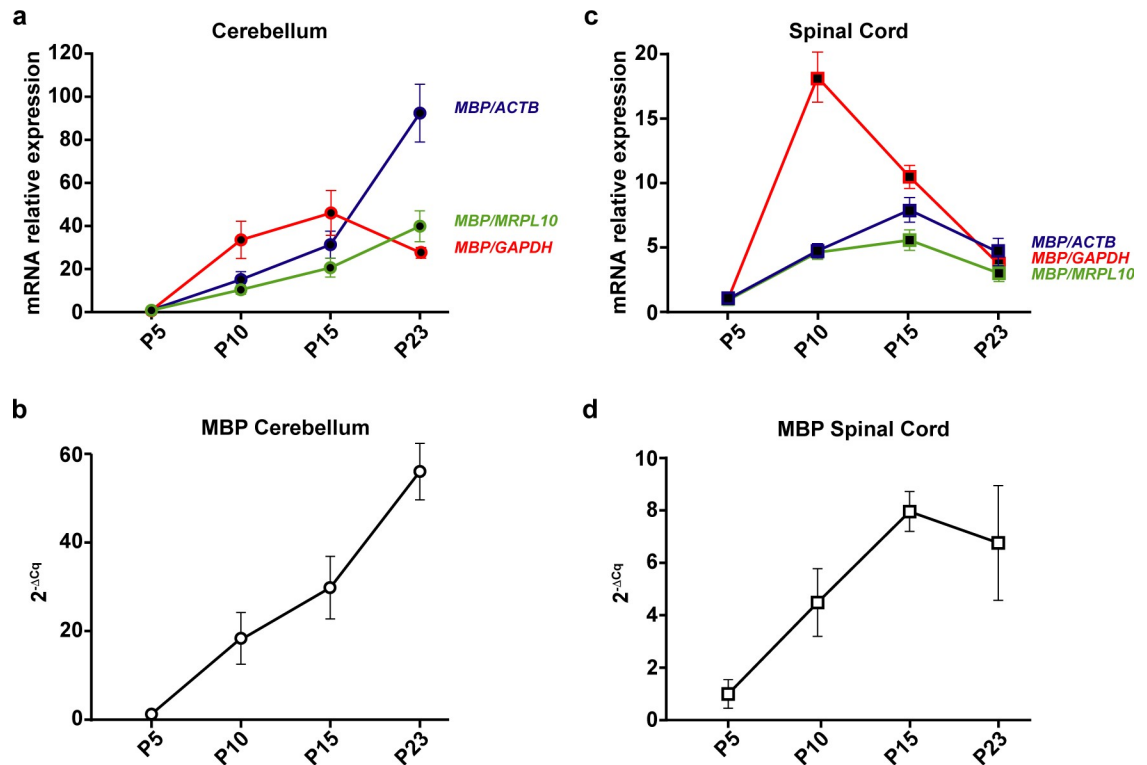 a
Cerebellum
mRNA relative expression
120
100
80
60
40
20
0
P5
P10
P15
P23
MBP/ACTB
MBP/MRPL10
MBP/GAPDH
c
Spinal Cord
mRNA relative expression
20
15
10
5
0
P5
P10
P15
P23
MBP/ACTB
MBP/GAPDH
MBP/MRPL10
b
MBP Cerebellum
2-ΔCq
60
40
20
0
P5
P10
P15
P23
d
MBP Spinal Cord
2-ΔCq
10
8
6
4
2
0
P5
P10
P15
P23